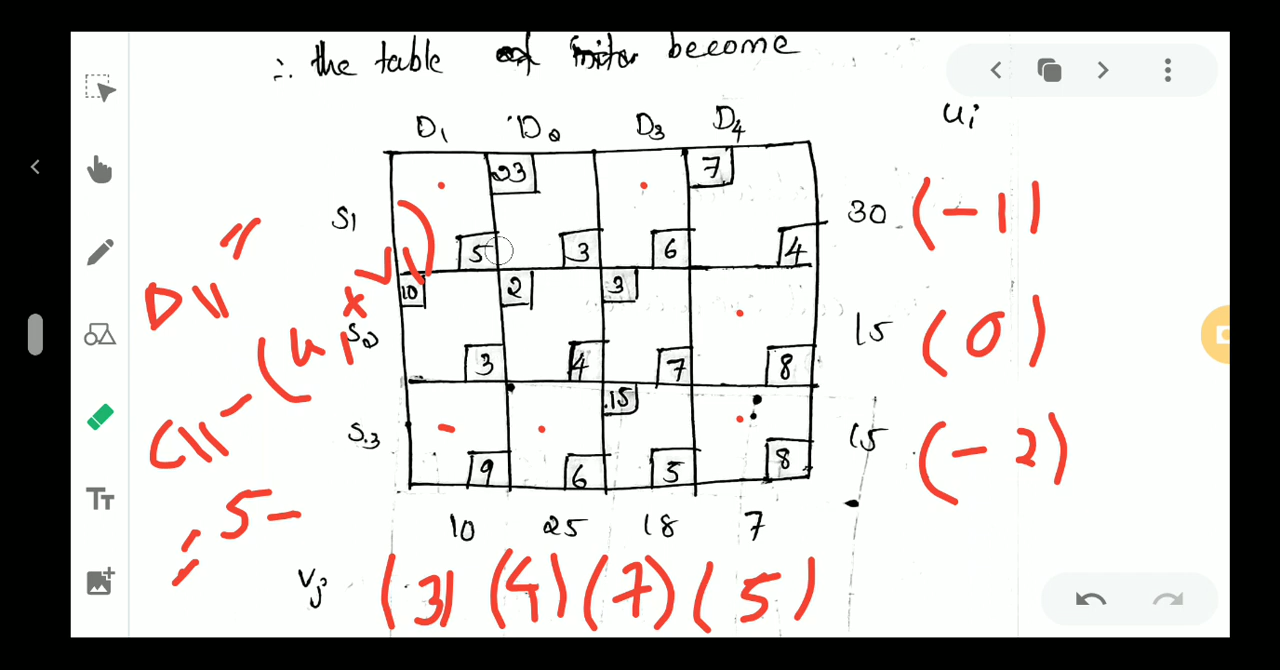 ∴ the table become
D1 D2 D3 D4 ui
23 7
S1 30 (-1)
5 3 6 4
10 2 3
S2 15 (0)
3 4 7 8
15
S3 15 (-2)
9 6 5 8
10 25 18 7
vj (3) (4) (7) (5)
D11 =
C11 - (u1 + v1)
= 5 -
TT